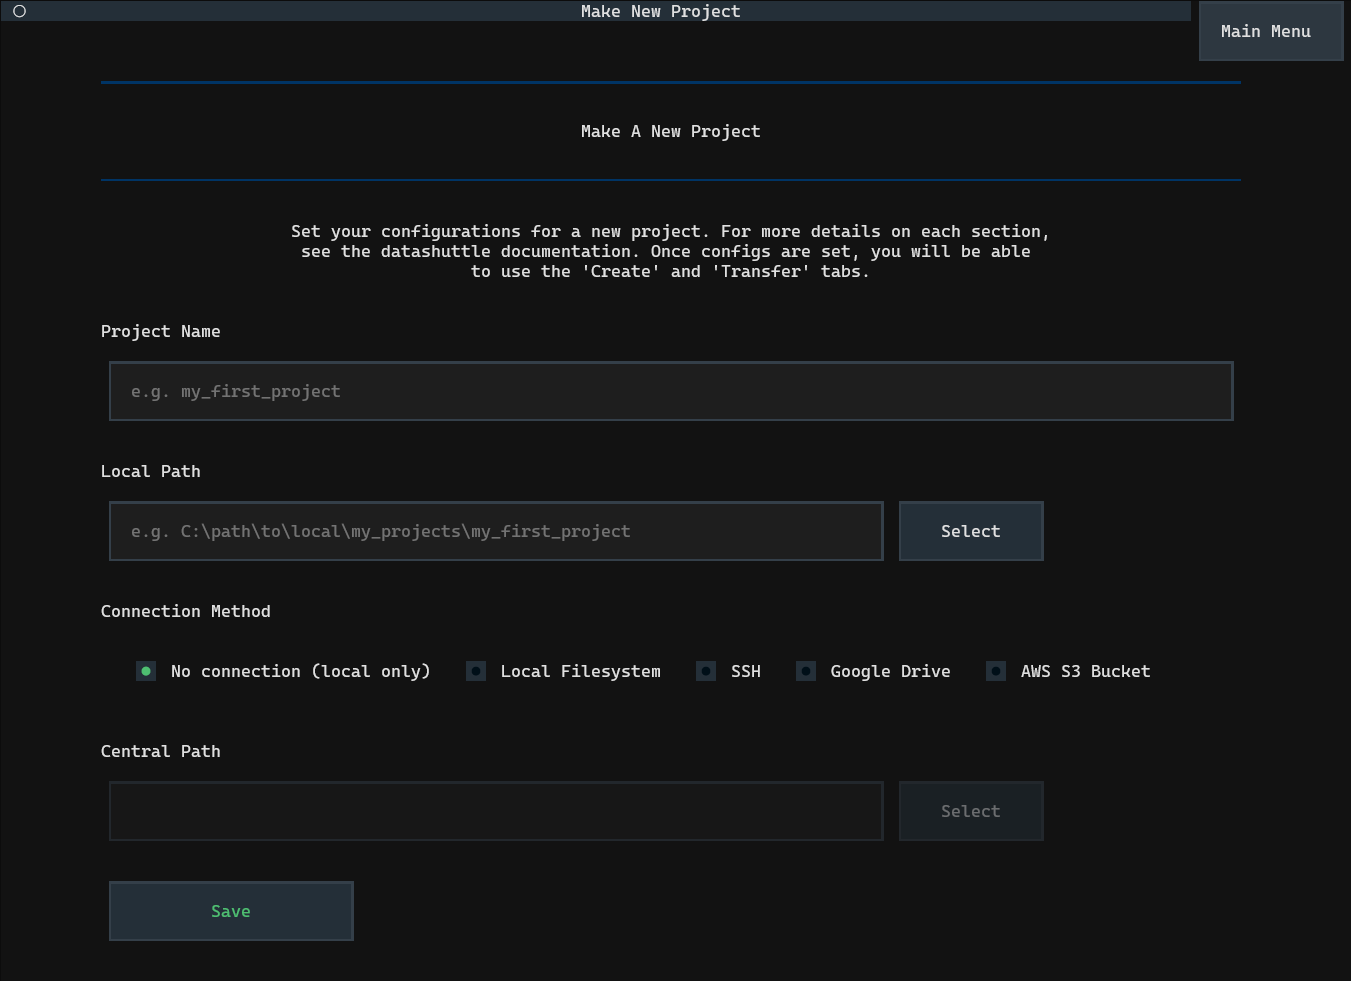 Make New Project
Main Menu
Make A New Project
Set your configurations for a new project. For more details on each section,
see the datashuttle documentation. Once configs are set, you will be able
to use the 'Create' and 'Transfer' tabs.
Project Name
e.g. my_first_project
Local Path
e.g. C:\path\to\local\my_projects\my_first_project
Select
Connection Method
No connection (local only) Local Filesystem SSH Google Drive AWS S3 Bucket
Central Path
Select
Save